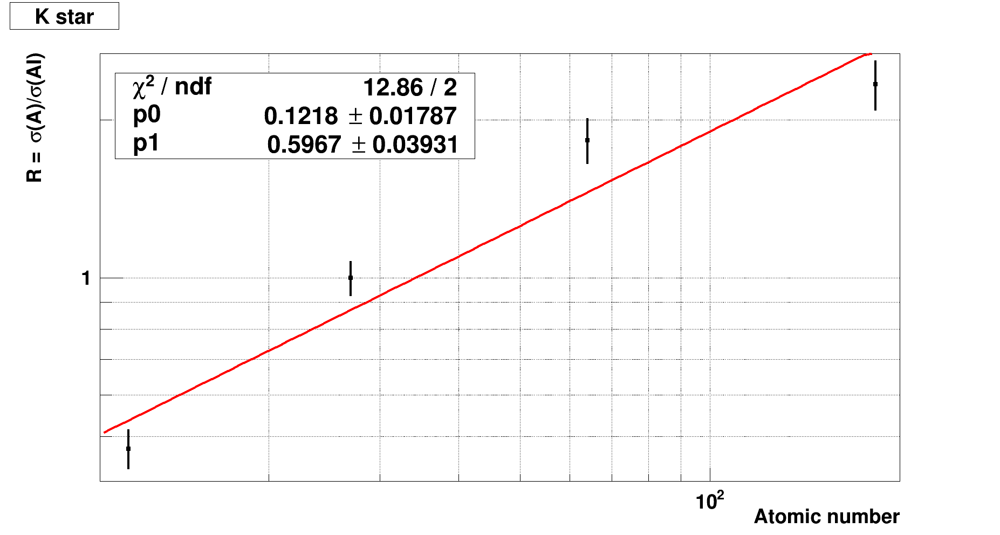 K star
R = σ(A)/σ(Al)
χ² / ndf 12.86 / 2
p0 0.1218 ± 0.01787
p1 0.5967 ± 0.03931
1
10²
Atomic number